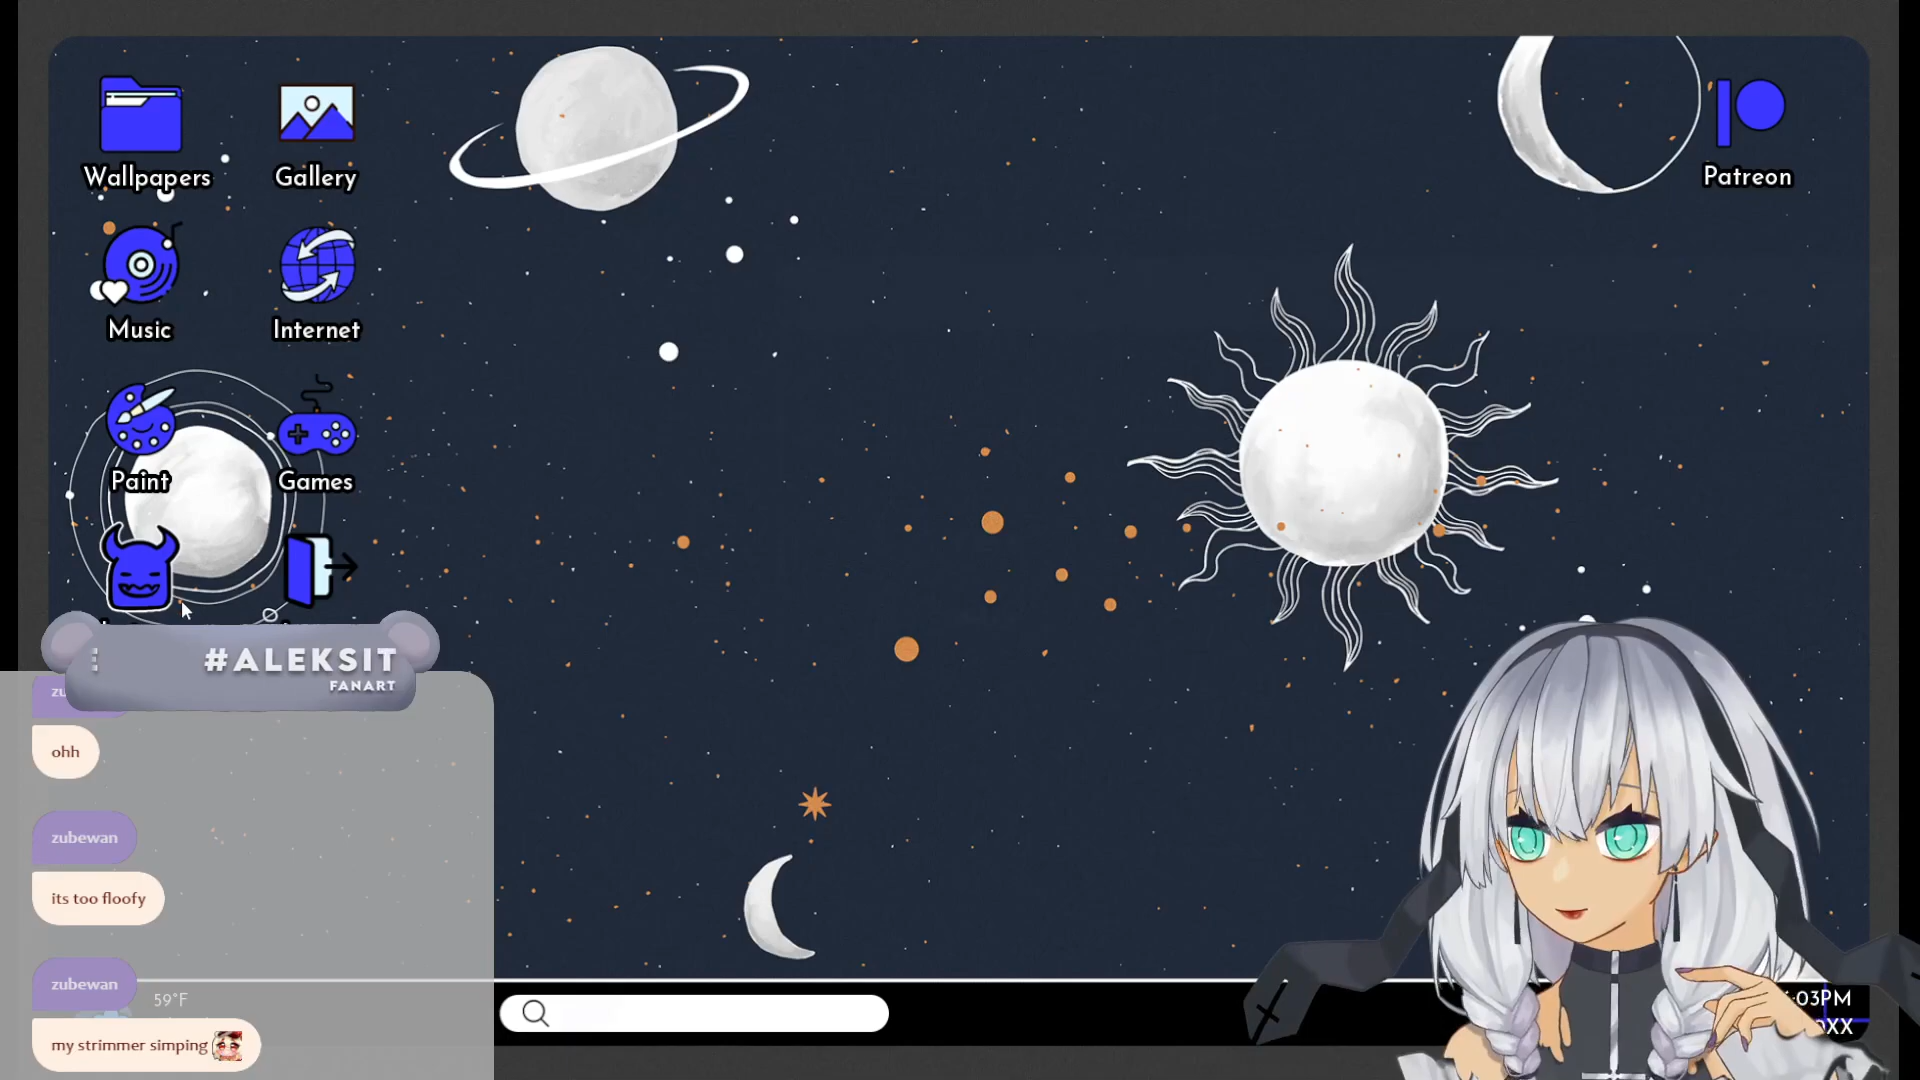 Wallpapers
Gallery
Patreon
Music
Internet
Paint
Games
#ALEKSIT
FANART
ohh
zubewan
its too floofy
zubewan
59°F
my strimmer simping
:03PM